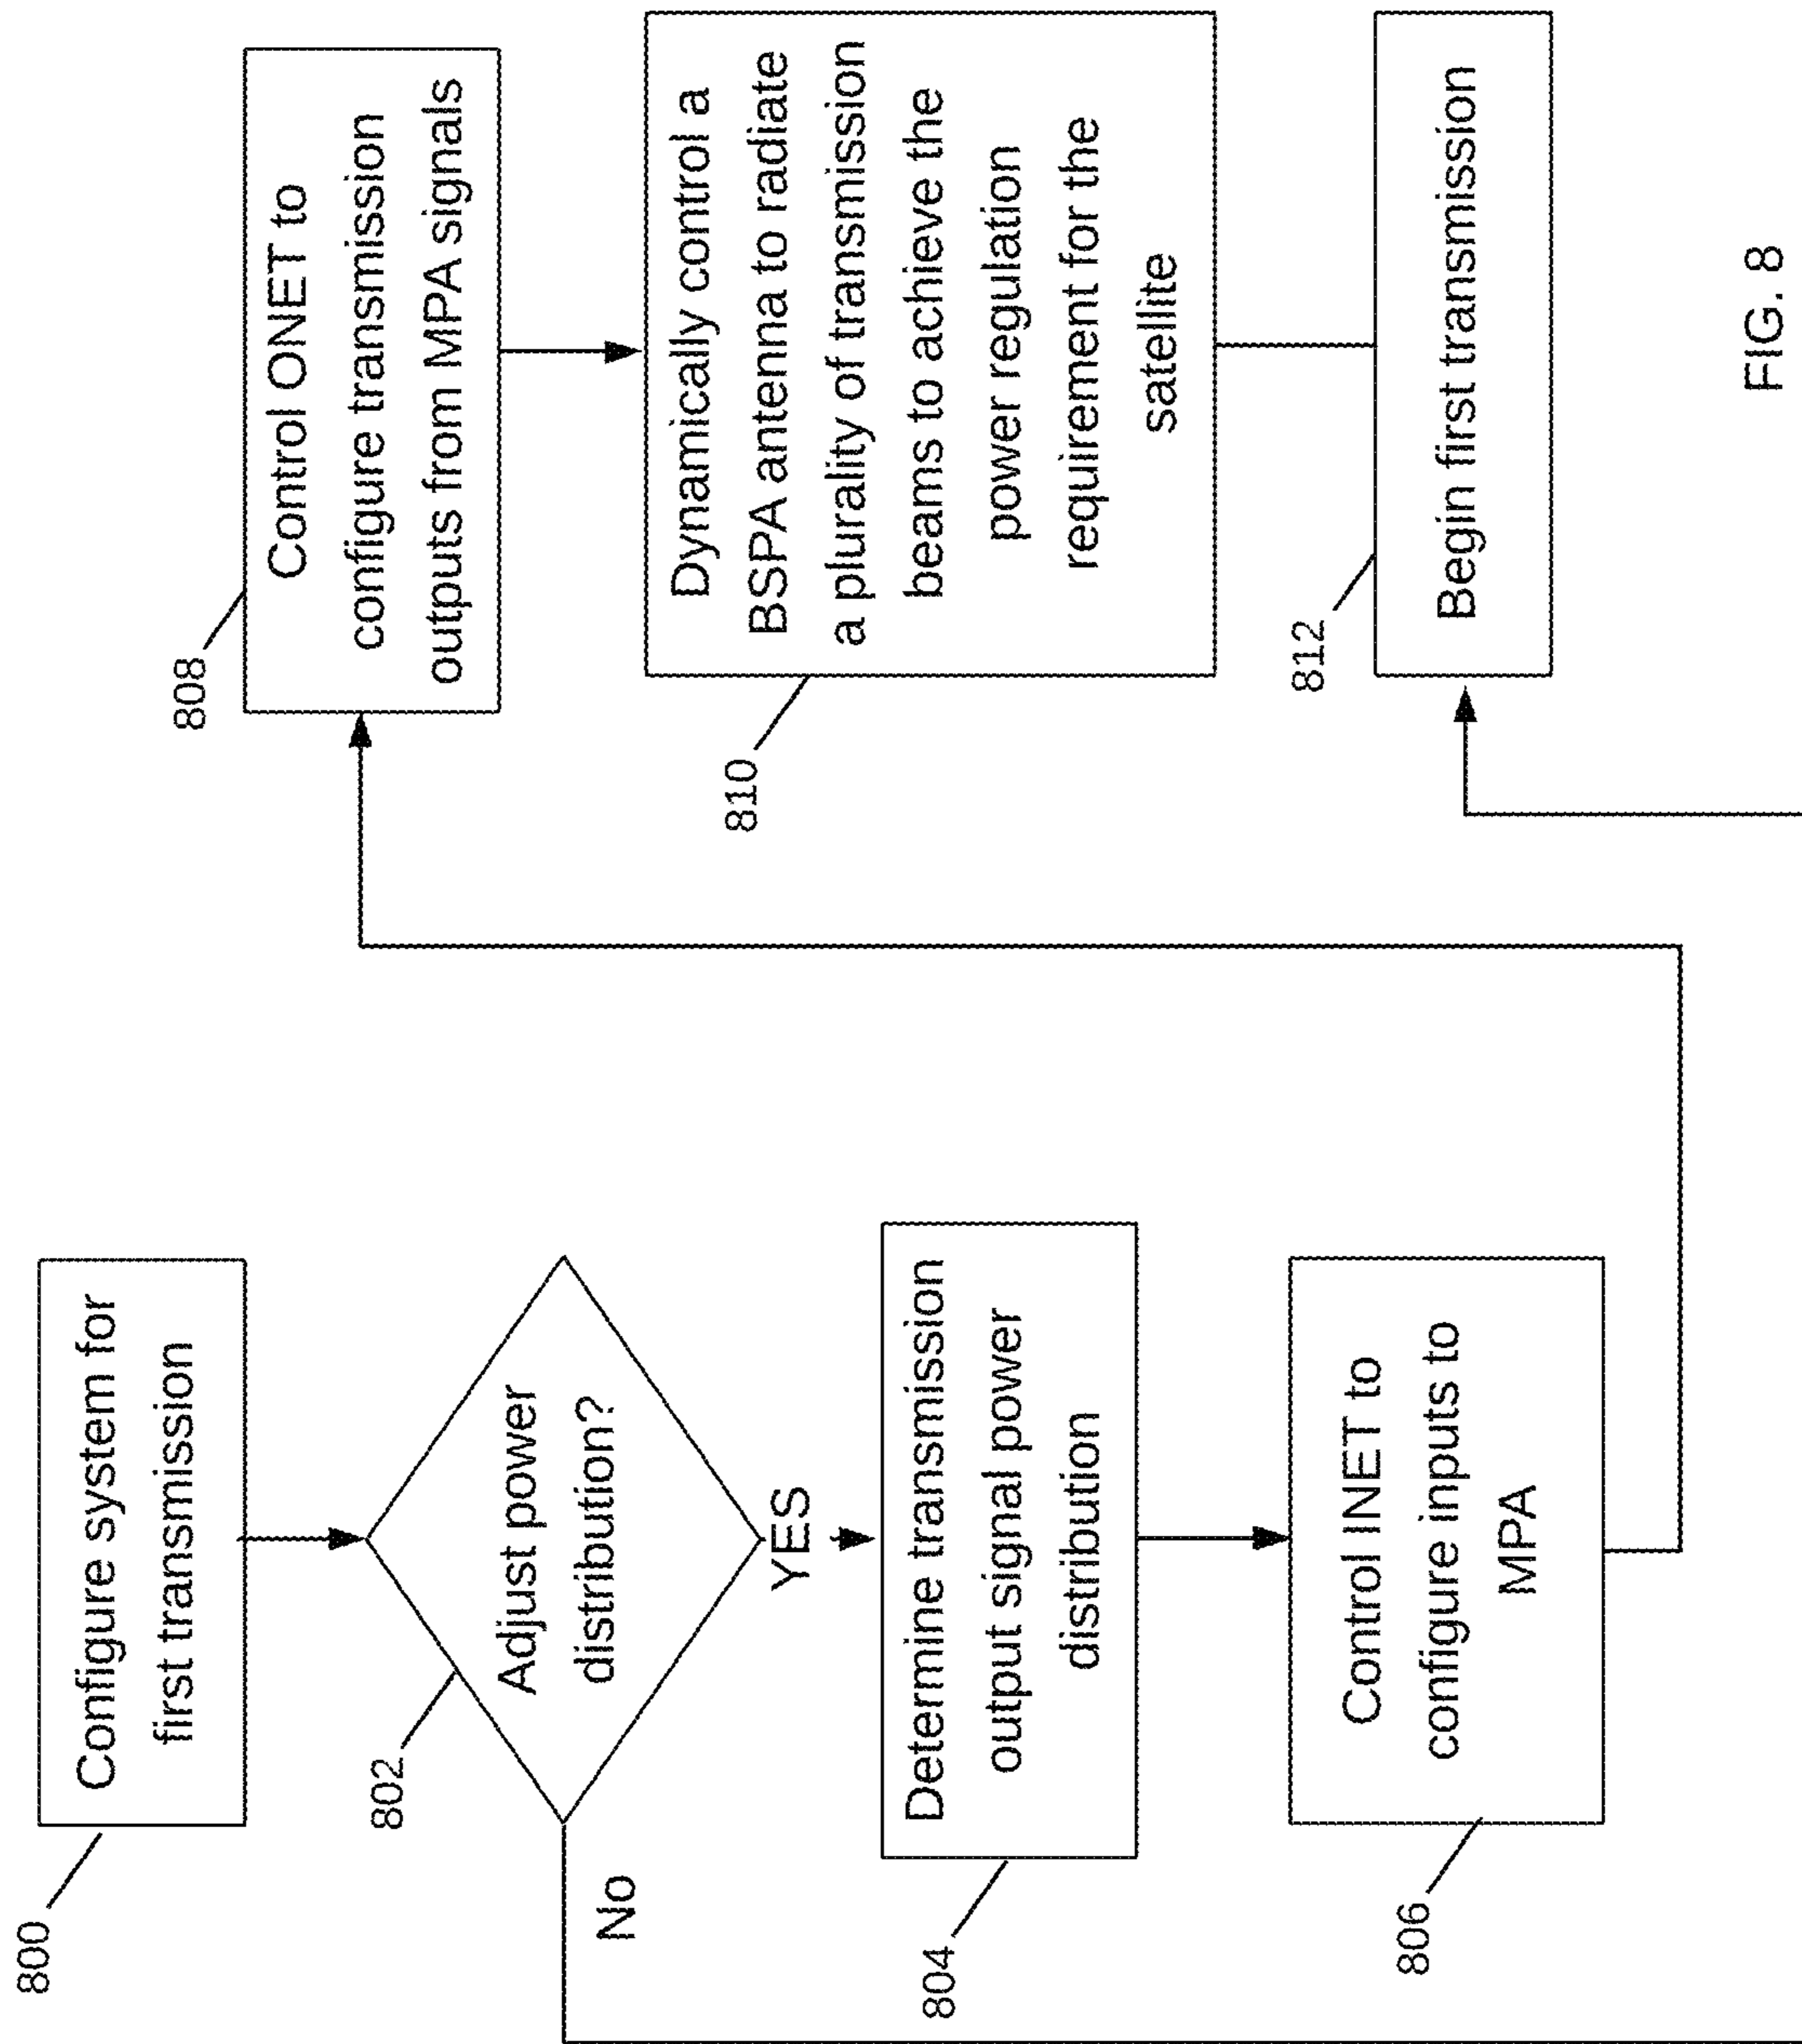 800
Configure system for
first transmission
802
Adjust power
distribution?
No
YES
804
Determine transmission
output signal power
distribution
806
Control INET to
configure inputs to
MPA
808
Control ONET to
configure transmission
outputs from MPA signals
810
Dynamically control a
BSPA antenna to radiate
a plurality of transmission
beams to achieve the
power regulation
requirement for the
satellite
812
Begin first transmission
FIG. 8